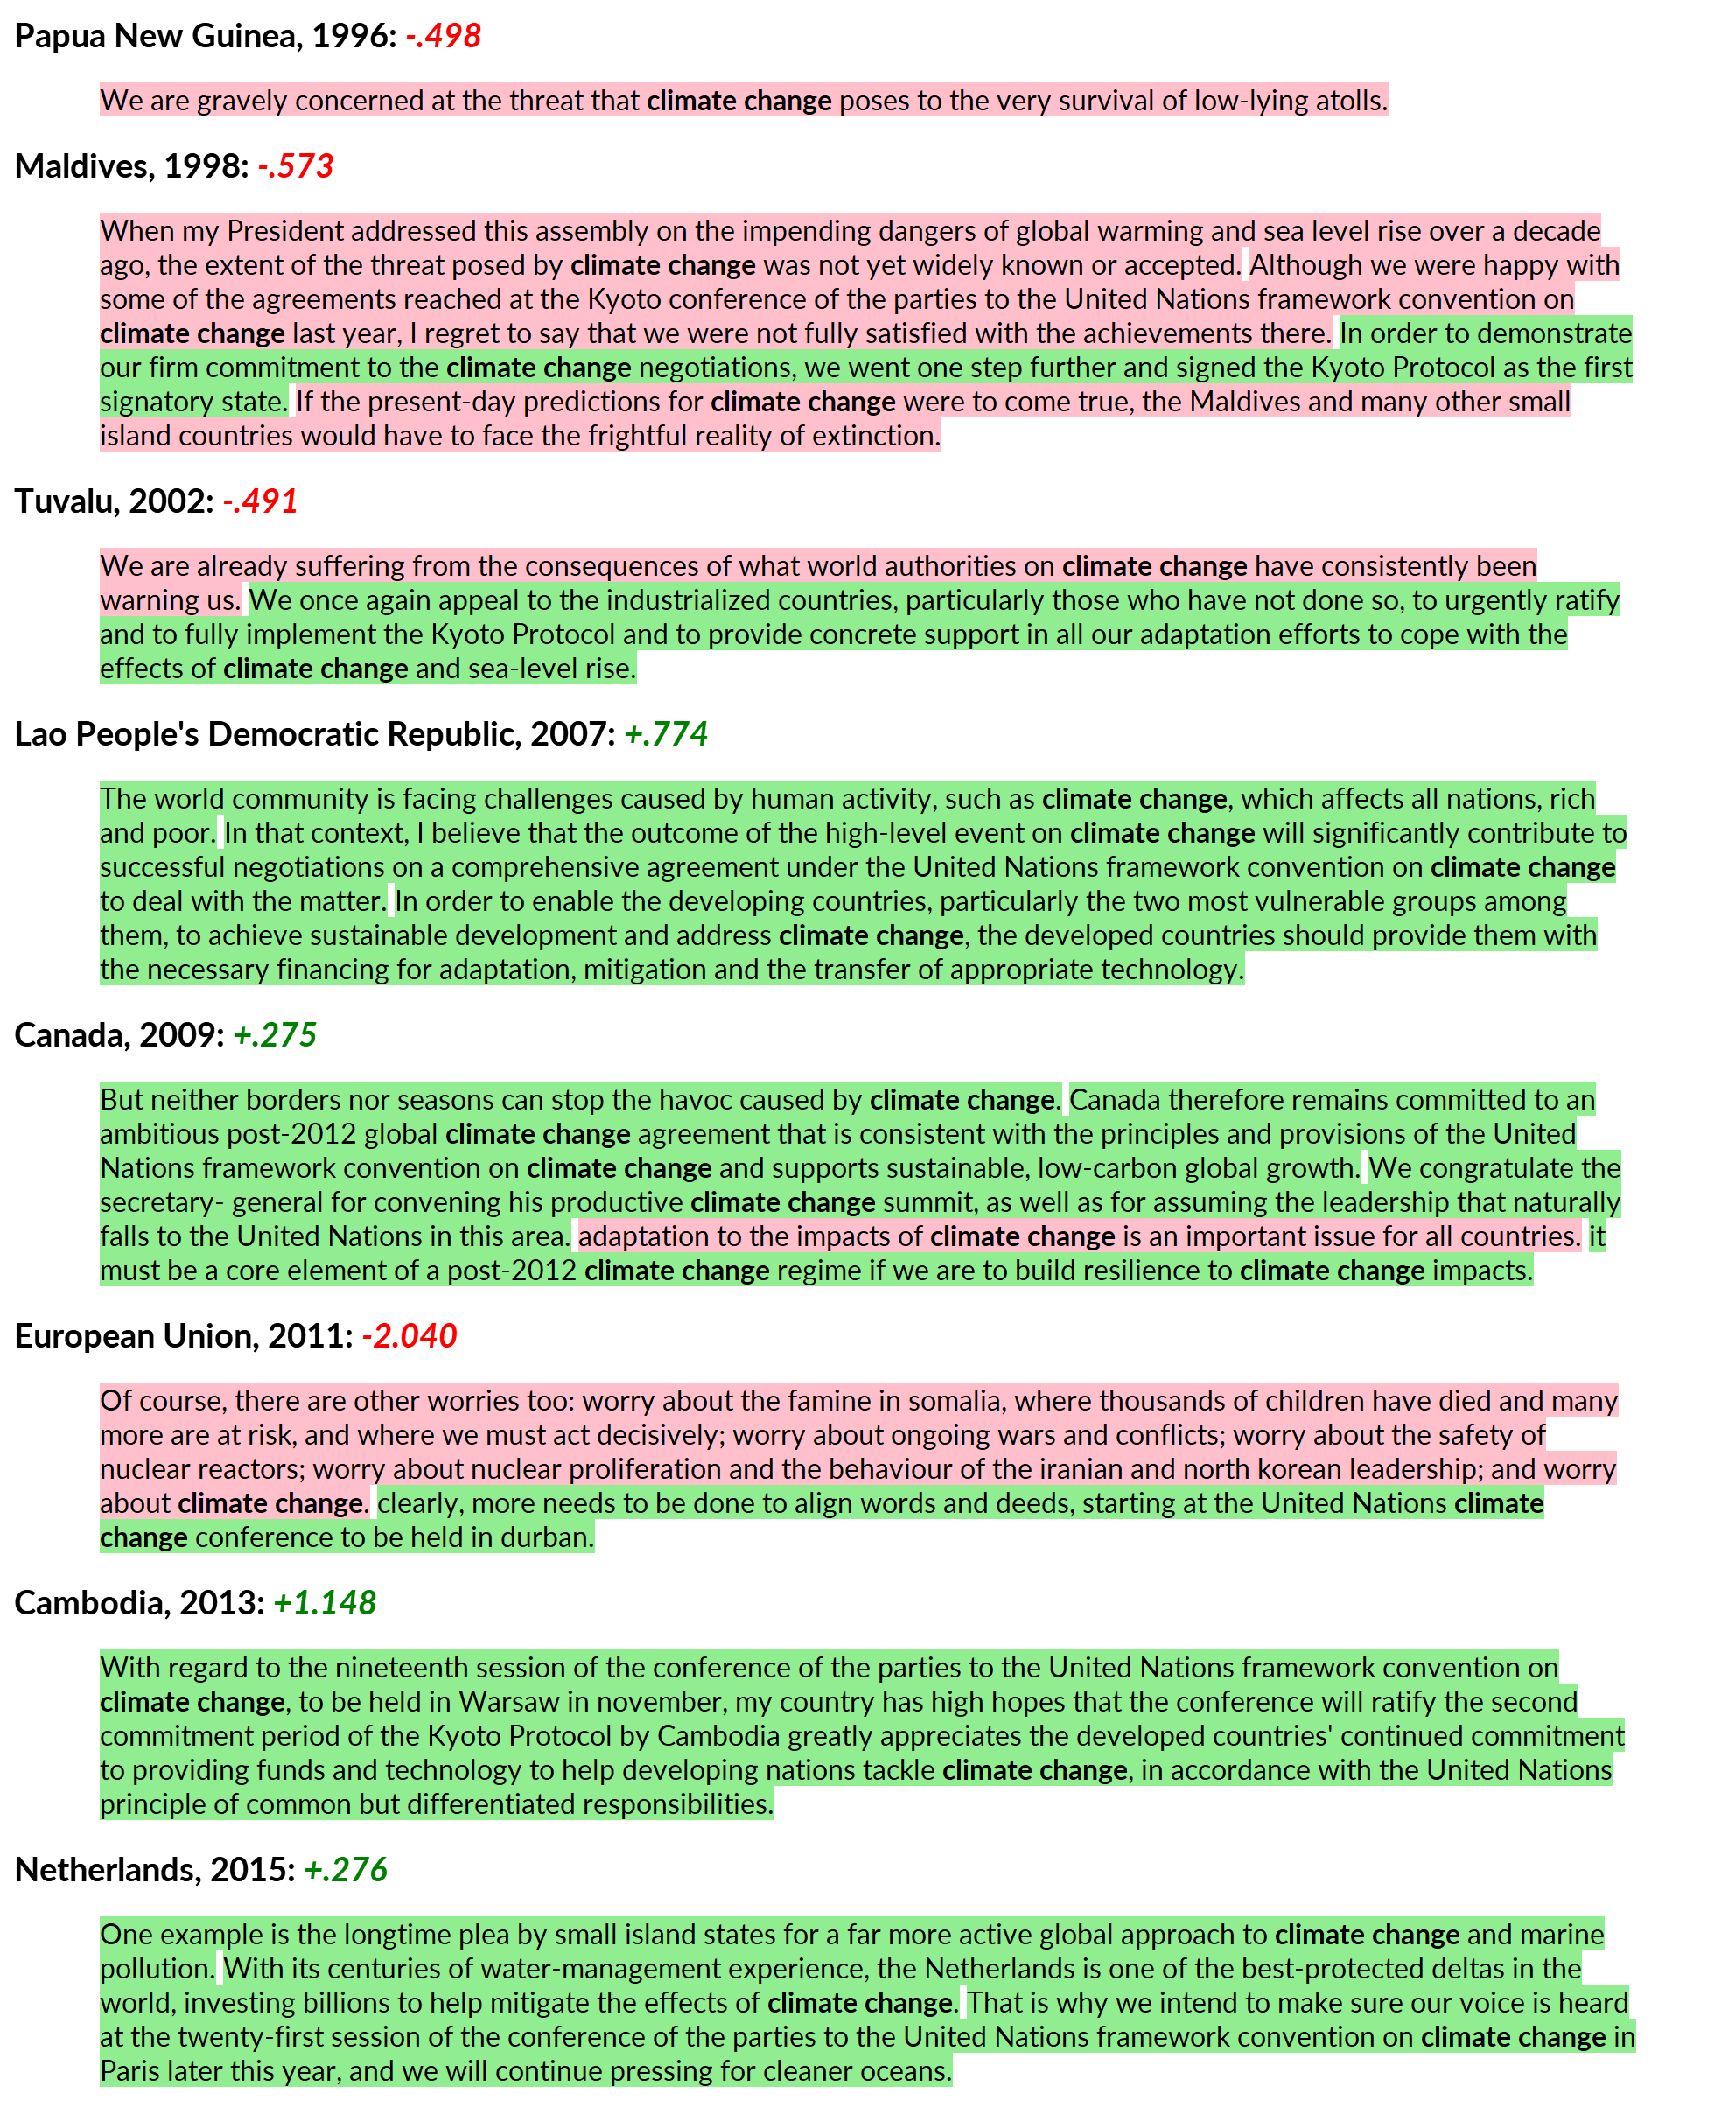 Papua New Guinea, 1996: -.498
We are gravely concerned at the threat that climate change poses to the very survival of low-lying atolls.
Maldives, 1998: -.573
When my President addressed this assembly on the impending dangers of global warming and sea level rise over a decade
ago, the extent of the threat posed by climate change was not yet widely known or accepted. Although we were happy with
some of the agreements reached at the Kyoto conference of the parties to the United Nations framework convention on
climate change last year, I regret to say that we were not fully satisfied with the achievements there. In order to demonstrate
our firm commitment to the climate change negotiations, we went one step further and signed the Kyoto Protocol as the first
signatory state. If the present-day predictions for climate change were to come true, the Maldives and many other small
island countries would have to face the frightful reality of extinction.
Tuvalu, 2002: -.491
We are already suffering from the consequences of what world authorities on climate change have consistently been
warning us. We once again appeal to the industrialized countries, particularly those who have not done so, to urgently ratify
and to fully implement the Kyoto Protocol and to provide concrete support in all our adaptation efforts to cope with the
effects of climate change and sea-level rise.
Lao People's Democratic Republic, 2007: +.774
The world community is facing challenges caused by human activity, such as climate change, which affects all nations, rich
and poor. In that context, I believe that the outcome of the high-level event on climate change will significantly contribute to
successful negotiations on a comprehensive agreement under the United Nations framework convention on climate change
to deal with the matter. In order to enable the developing countries, particularly the two most vulnerable groups among
them, to achieve sustainable development and address climate change, the developed countries should provide them with
the necessary financing for adaptation, mitigation and the transfer of appropriate technology.
Canada, 2009: +.275
But neither borders nor seasons can stop the havoc caused by climate change. Canada therefore remains committed to an
ambitious post-2012 global climate change agreement that is consistent with the principles and provisions of the United
Nations framework convention on climate change and supports sustainable, low-carbon global growth. We congratulate the
secretary- general for convening his productive climate change summit, as well as for assuming the leadership that naturally
falls to the United Nations in this area. adaptation to the impacts of climate change is an important issue for all countries. it
must be a core element of a post-2012 climate change regime if we are to build resilience to climate change impacts.
European Union, 2011: -2.040
Of course, there are other worries too: worry about the famine in somalia, where thousands of children have died and many
more are at risk, and where we must act decisively; worry about ongoing wars and conflicts; worry about the safety of
nuclear reactors; worry about nuclear proliferation and the behaviour of the iranian and north korean leadership; and worry
about climate change. clearly, more needs to be done to align words and deeds, starting at the United Nations climate
change conference to be held in durban.
Cambodia, 2013: +1.148
With regard to the nineteenth session of the conference of the parties to the United Nations framework convention on
climate change, to be held in Warsaw in november, my country has high hopes that the conference will ratify the second
commitment period of the Kyoto Protocol by Cambodia greatly appreciates the developed countries' continued commitment
to providing funds and technology to help developing nations tackle climate change, in accordance with the United Nations
principle of common but differentiated responsibilities.
Netherlands, 2015: +.276
One example is the longtime plea by small island states for a far more active global approach to climate change and marine
pollution. With its centuries of water-management experience, the Netherlands is one of the best-protected deltas in the
world, investing billions to help mitigate the effects of climate change. That is why we intend to make sure our voice is heard
at the twenty-first session of the conference of the parties to the United Nations framework convention on climate change in
Paris later this year, and we will continue pressing for cleaner oceans.